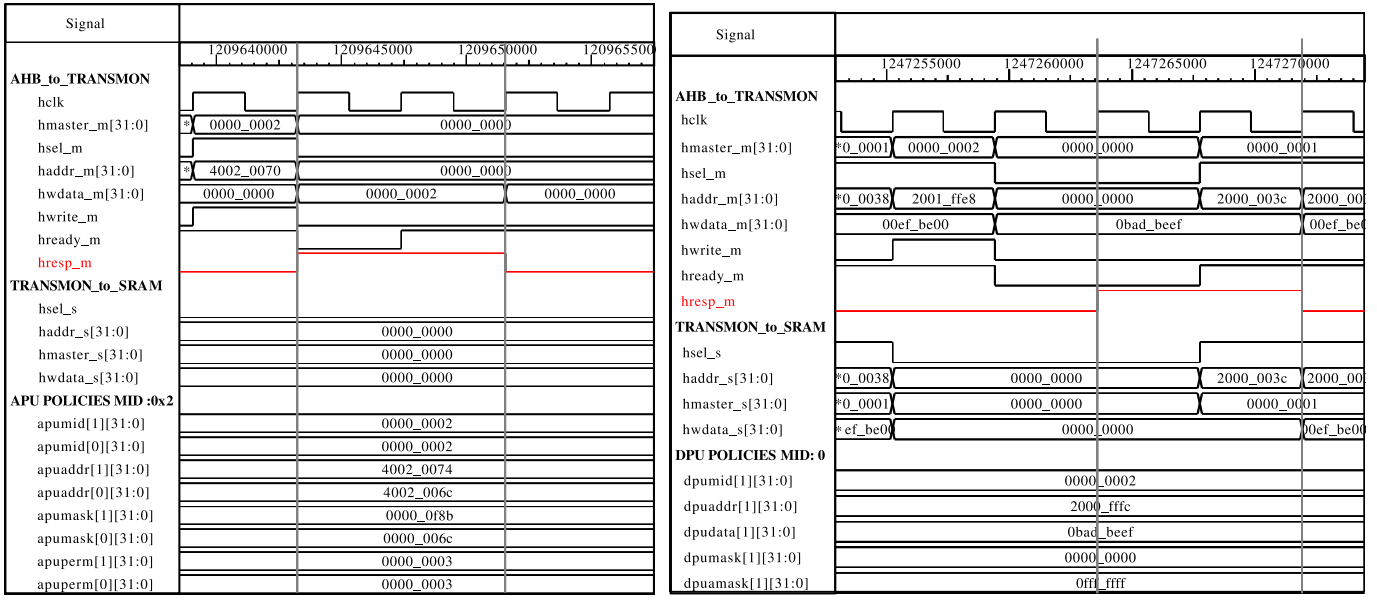 Signal
1209640000 1209645000 1209650000 120965500
AHB_to_TRANSMON
hclk
hmaster_m[31:0] * 0000_0002 0000_0000
hsel_m
haddr_m[31:0] * 4002_0070 0000_0000
hwdata_m[31:0] 0000_0000 0000_0002 0000_0000
hwrite_m
hready_m
hresp_m
TRANSMON_to_SRAM
hsel_s
haddr_s[31:0] 0000_0000
hmaster_s[31:0] 0000_0000
hwdata_s[31:0] 0000_0000
APU POLICIES MID :0x2
apumid[1][31:0] 0000_0002
apumid[0][31:0] 0000_0002
apuaddr[1][31:0] 4002_0074
apuaddr[0][31:0] 4002_006c
apumask[1][31:0] 0000_0f8b
apumask[0][31:0] 0000_006c
apuperm[1][31:0] 0000_0003
apuperm[0][31:0] 0000_0003
Signal
1247255000 1247260000 1247265000 1247270000
AHB_to_TRANSMON
hclk
hmaster_m[31:0] *0_0001 0000_0002 0000_0000 0000_0001
hsel_m
haddr_m[31:0] *0_0038 2001_ffe8 0000_0000 2000_003c 2000_00
hwdata_m[31:0] 00ef_be00 0bad_beef 00ef_be0
hwrite_m
hready_m
hresp_m
TRANSMON_to_SRAM
hsel_s
haddr_s[31:0] *0_0038 0000_0000 2000_003c 2000_00
hmaster_s[31:0] *0_0001 0000_0000 0000_0001
hwdata_s[31:0] *ef_be00 0000_0000 00ef_be00
DPU POLICIES MID: 0
dpumid[1][31:0] 0000_0002
dpuaddr[1][31:0] 2000_fffc
dpudata[1][31:0] 0bad_beef
dpumask[1][31:0] 0000_0000
dpuamask[1][31:0] 0fff_ffff